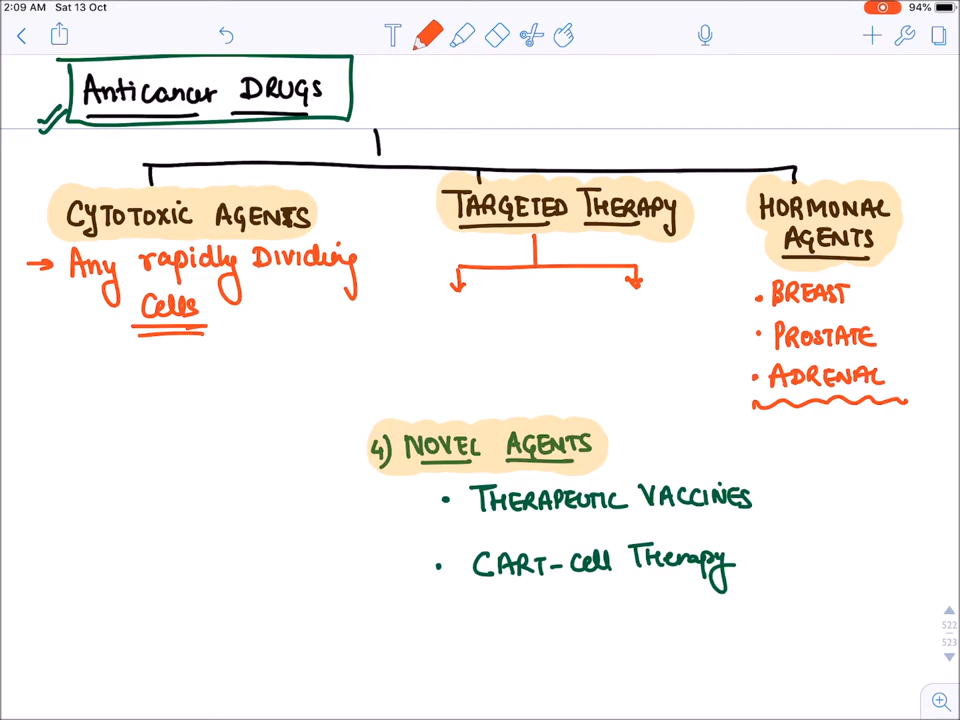 2:09 AM Sat 13 Oct
94%
T
Anticancer DRUGS
CYTOTOXIC AGENTS
TARGETED THERAPY
HORMONAL
AGENTS
→ Any rapidly Dividing
Cells
• BREAST
• PROSTATE
• ADRENAL
4) NOVEL AGENTS
• THERAPEUTIC VACCINES
• CART-cell Therapy
522
523